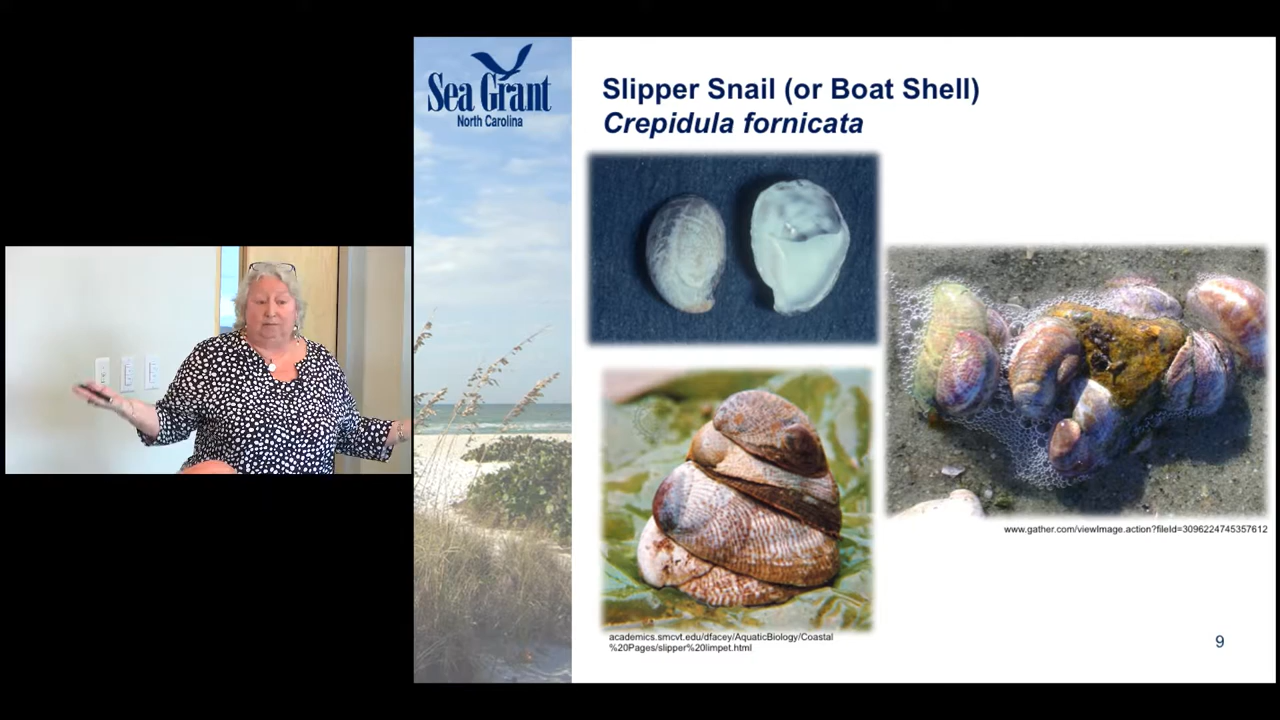 Sea Grant
North Carolina
Slipper Snail (or Boat Shell)
Crepidula fornicata
www.gather.com/viewImage.action?fileId=3096224745357612
academics.smcvt.edu/dfacey/AquaticBiology/Coastal
%20Pages/slipper%20limpet.html
9